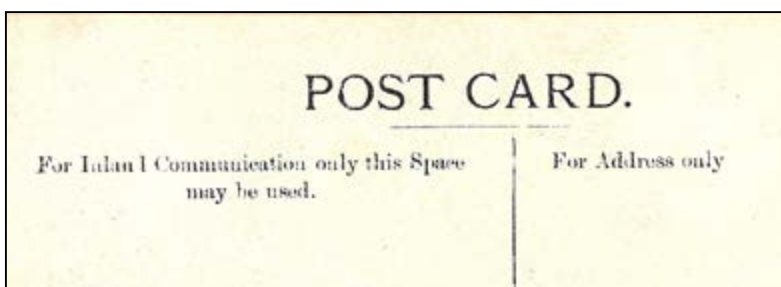 POST CARD.
For Inland Communication only this Space
may be used.
For Address only